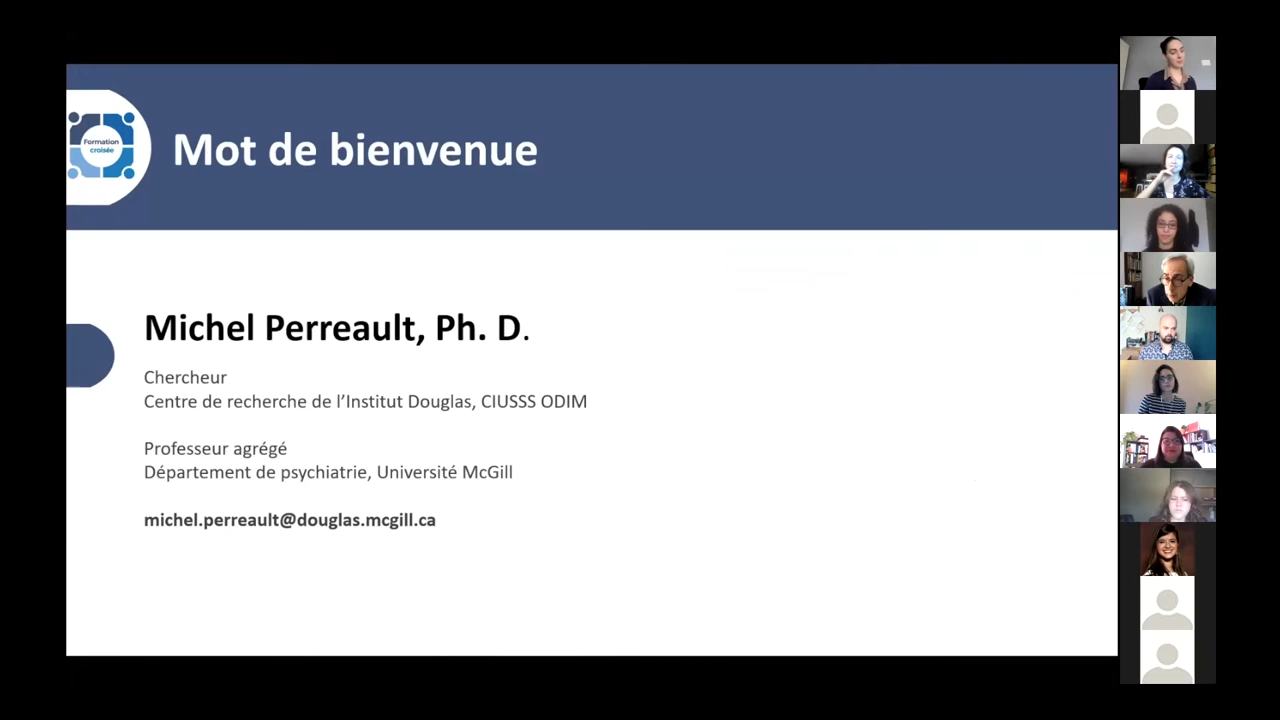 Formation
croisée
Mot de bienvenue
Michel Perreault, Ph. D.
Chercheur
Centre de recherche de l’Institut Douglas, CIUSSS ODIM
Professeur agrégé
Département de psychiatrie, Université McGill
michel.perreault@douglas.mcgill.ca